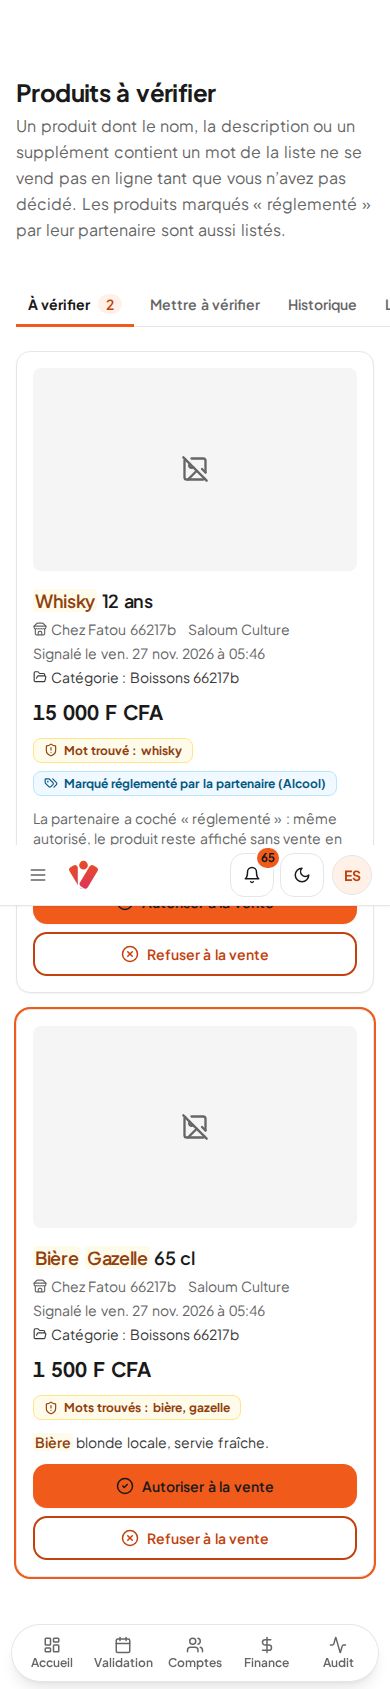 Produits à vérifier
Un produit dont le nom, la description ou un
supplément contient un mot de la liste ne se
vend pas en ligne tant que vous n’avez pas
décidé. Les produits marqués « réglementé »
par leur partenaire sont aussi listés.
À vérifier 2 Mettre à vérifier Historique
Whisky 12 ans
Chez Fatou 66217b Saloum Culture
Signalé le ven. 27 nov. 2026 à 05:46
Catégorie : Boissons 66217b
15 000 F CFA
Mot trouvé : whisky
Marqué réglementé par la partenaire (Alcool)
La partenaire a coché « réglementé » : même
autorisé, le produit reste affiché sans vente en
65
ES
Autoriser à la vente
Refuser à la vente
Bière Gazelle 65 cl
Chez Fatou 66217b Saloum Culture
Signalé le ven. 27 nov. 2026 à 05:46
Catégorie : Boissons 66217b
1 500 F CFA
Mots trouvés : bière, gazelle
Bière blonde locale, servie fraîche.
Autoriser à la vente
Refuser à la vente
Accueil Validation Comptes Finance Audit